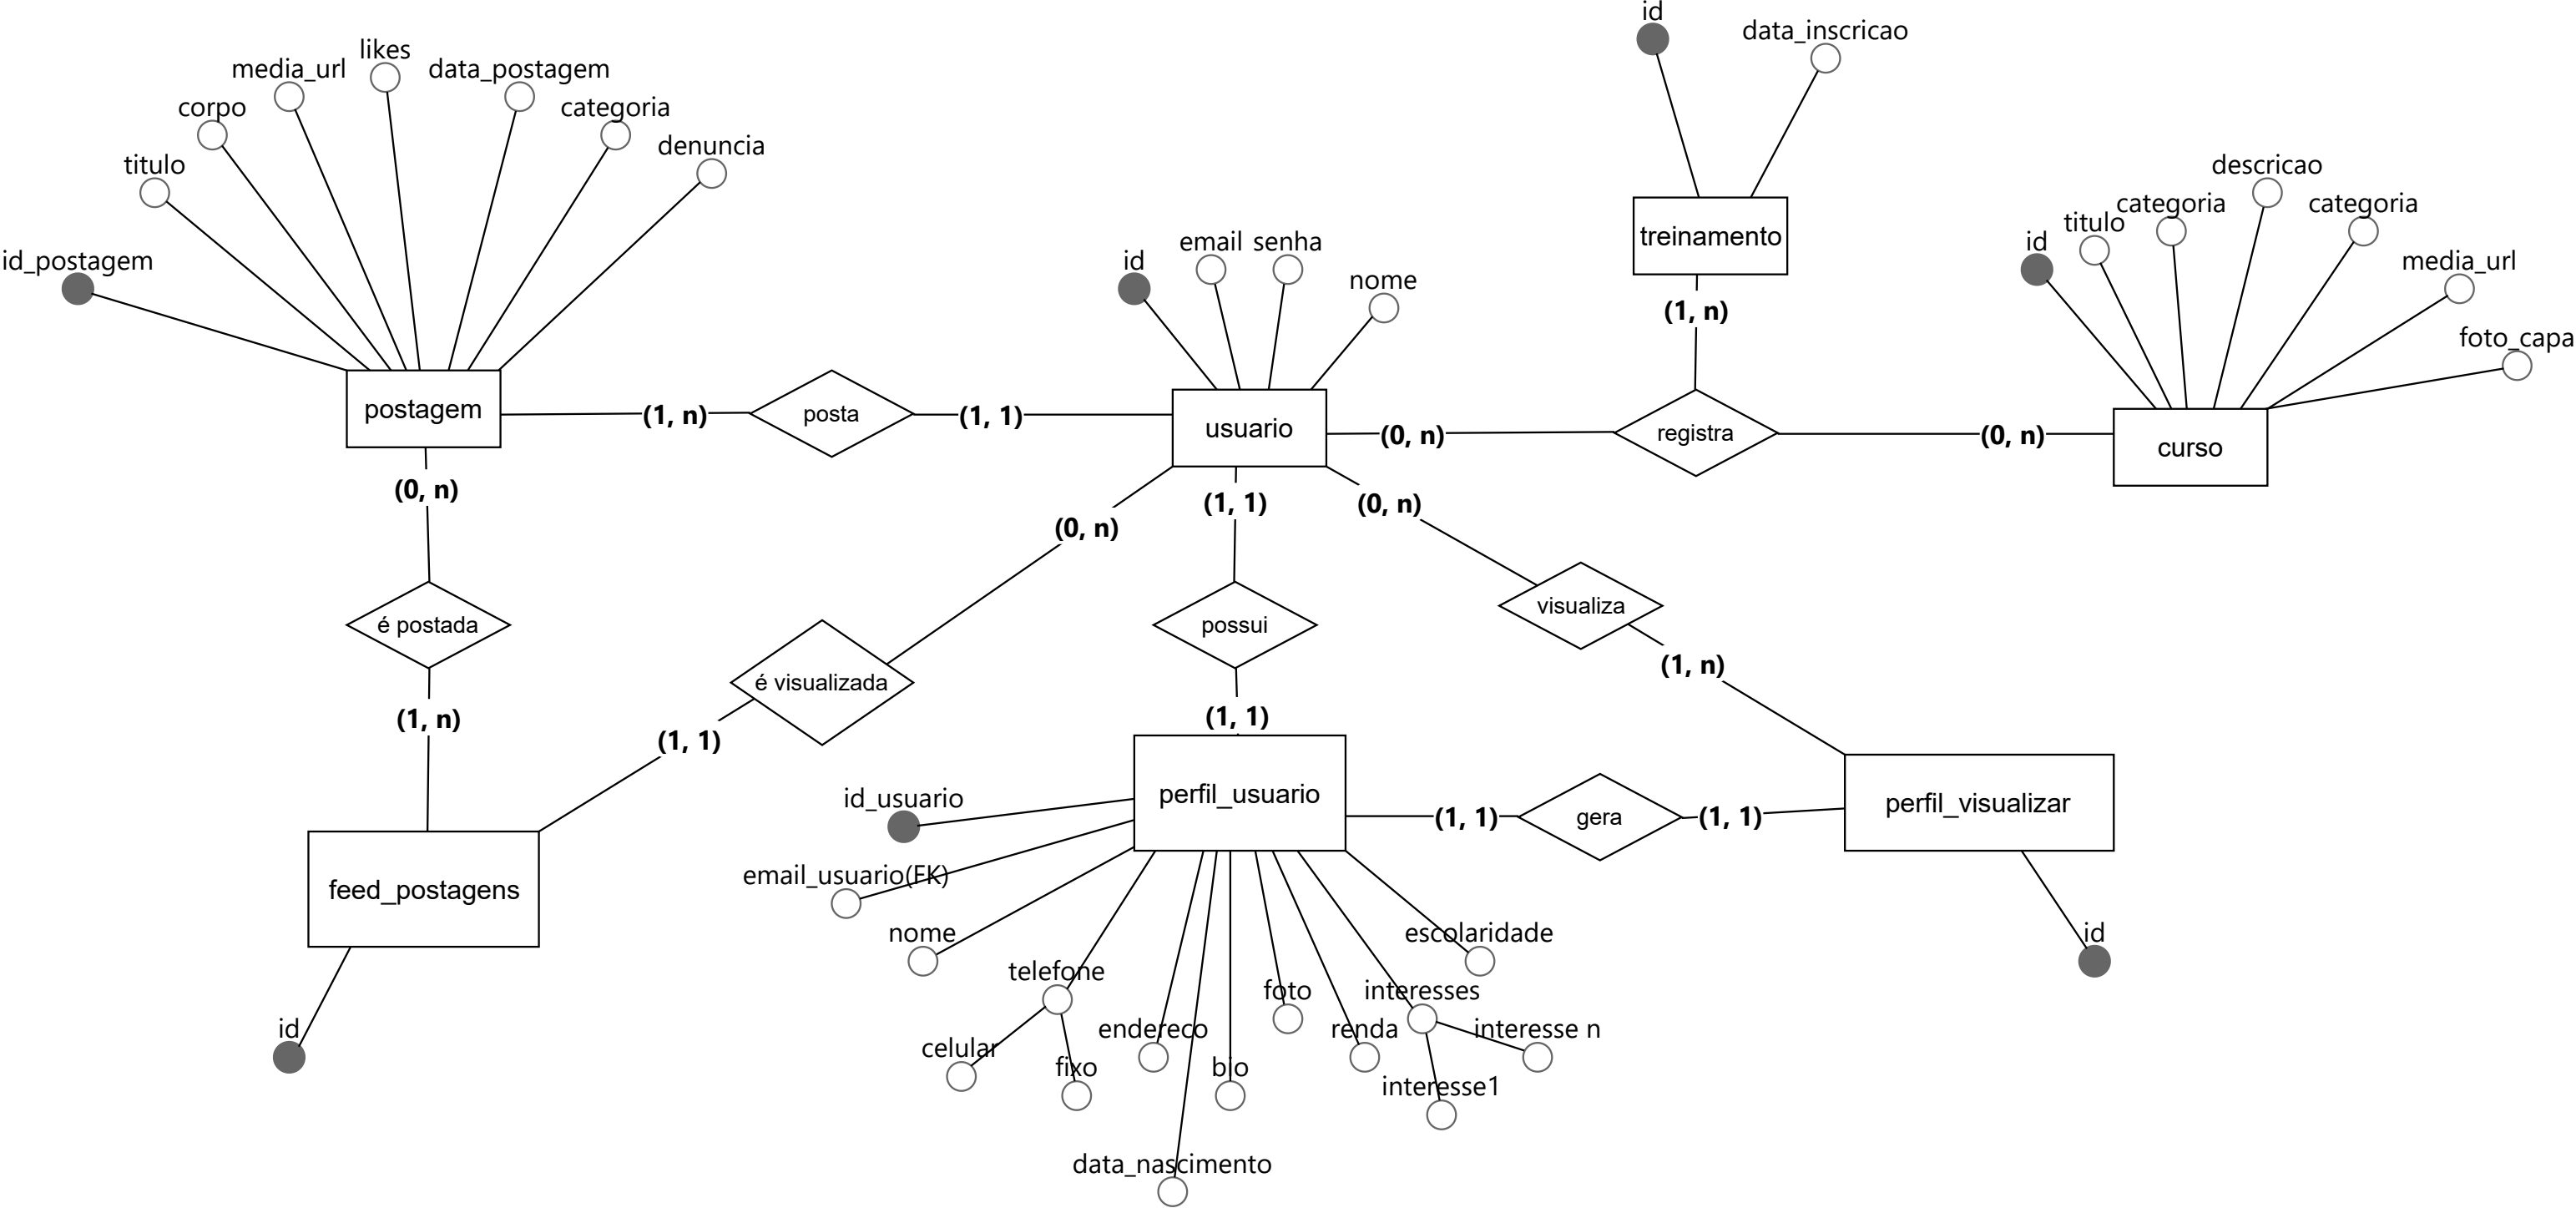 id
data_inscricao
likes
media_url
data_postagem
corpo
categoria
denuncia
titulo
id_postagem
descricao
categoria
categoria
titulo
id
media_url
foto_capa
email
senha
id
nome
treinamento
(1, n)
postagem
(1, n)
posta
(1, 1)
usuario
(0, n)
registra
(0, n)
curso
(0, n)
(0, n)
(1, 1)
(0, n)
é postada
é visualizada
possui
visualiza
(1, n)
(1, 1)
(1, 1)
(1, n)
feed_postagens
id
perfil_usuario
(1, 1)
gera
(1, 1)
perfil_visualizar
id
id_usuario
email_usuario(FK)
nome
telefone
celular
fixo
endereco
data_nascimento
bio
foto
renda
interesses
interesse n
interesse1
escolaridade